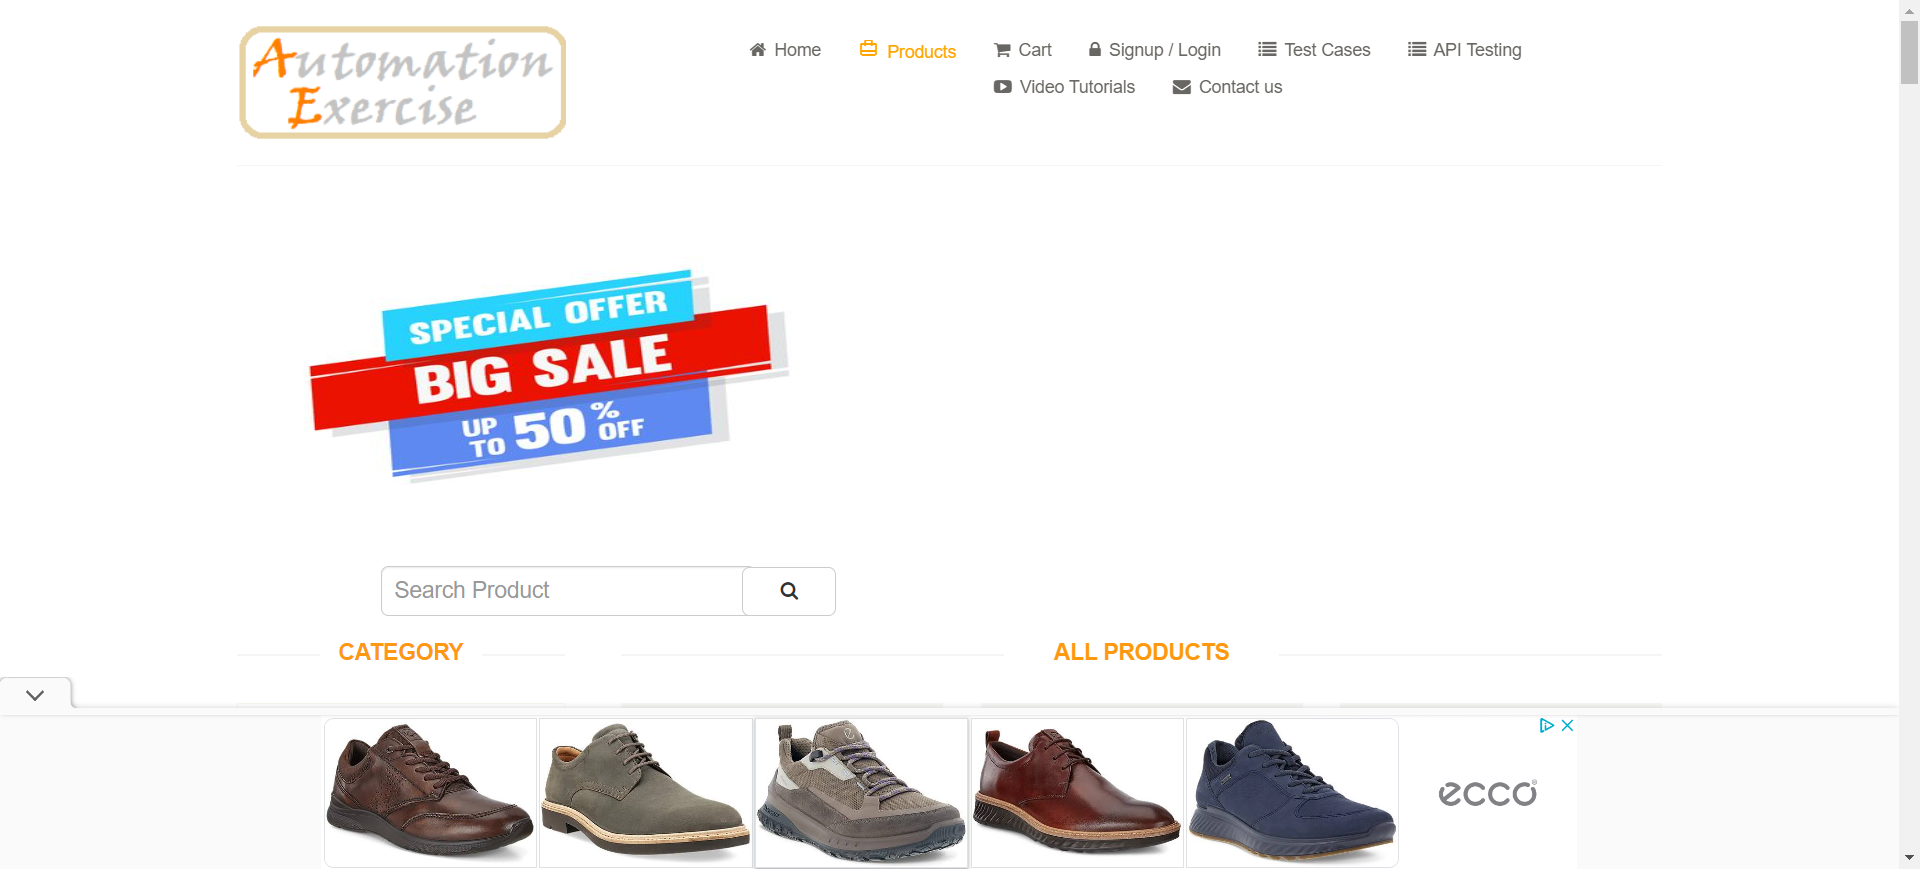 Automation
Exercise
Home
Products
Cart
Signup / Login
Test Cases
API Testing
Video Tutorials
Contact us
SPECIAL OFFER
BIG SALE
UP TO 50% OFF
Search Product
CATEGORY
ALL PRODUCTS
ecco®